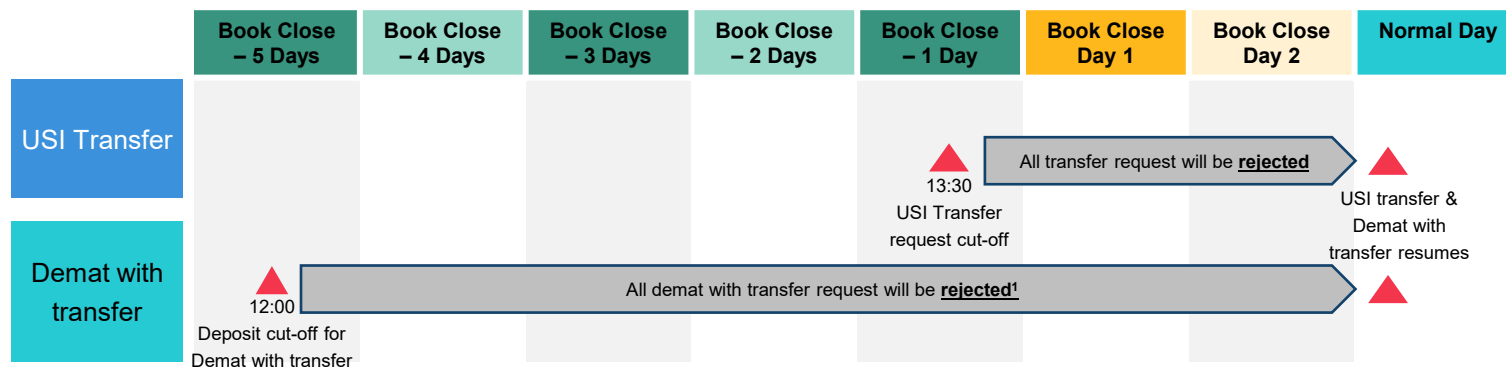 Book Close
– 5 Days
Book Close
– 4 Days
Book Close
– 3 Days
Book Close
– 2 Days
Book Close
– 1 Day
Book Close
Day 1
Book Close
Day 2
Normal Day
USI Transfer
All transfer request will be rejected
13:30
USI Transfer
request cut-off
USI transfer &
Demat with
transfer resumes
Demat with
transfer
All demat with transfer request will be rejected¹
12:00
Deposit cut-off for
Demat with transfer